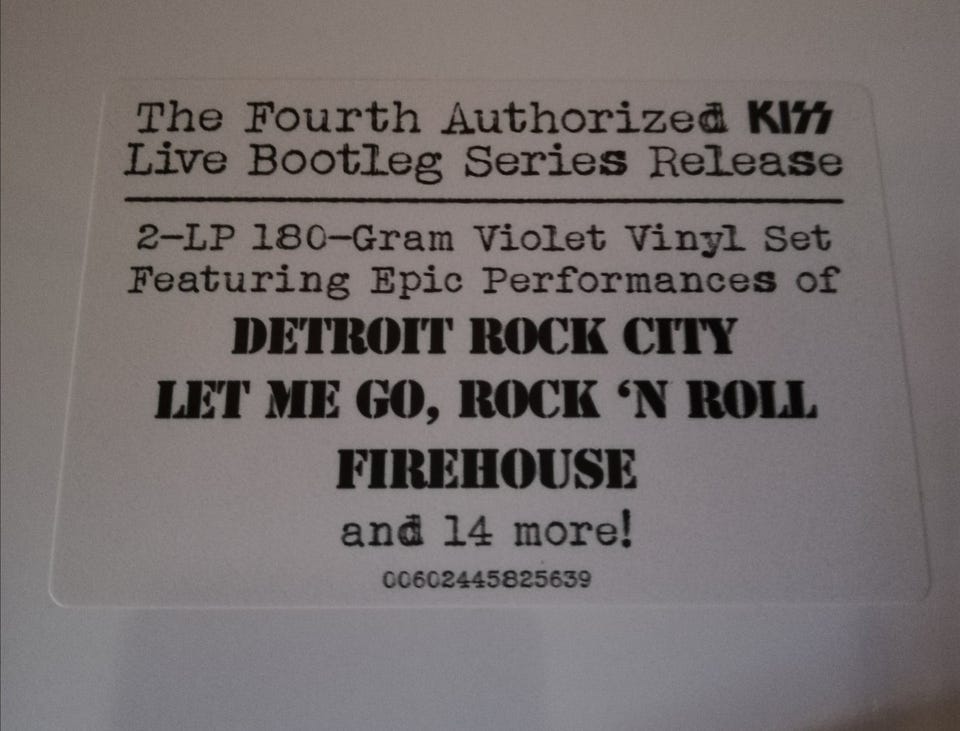 The Fourth Authorized KISS
Live Bootleg Series Release
2-LP 180-Gram Violet Vinyl Set
Featuring Epic Performances of
DETROIT ROCK CITY
LET ME GO, ROCK ‘N ROLL
FIREHOUSE
and 14 more!
00602445825639